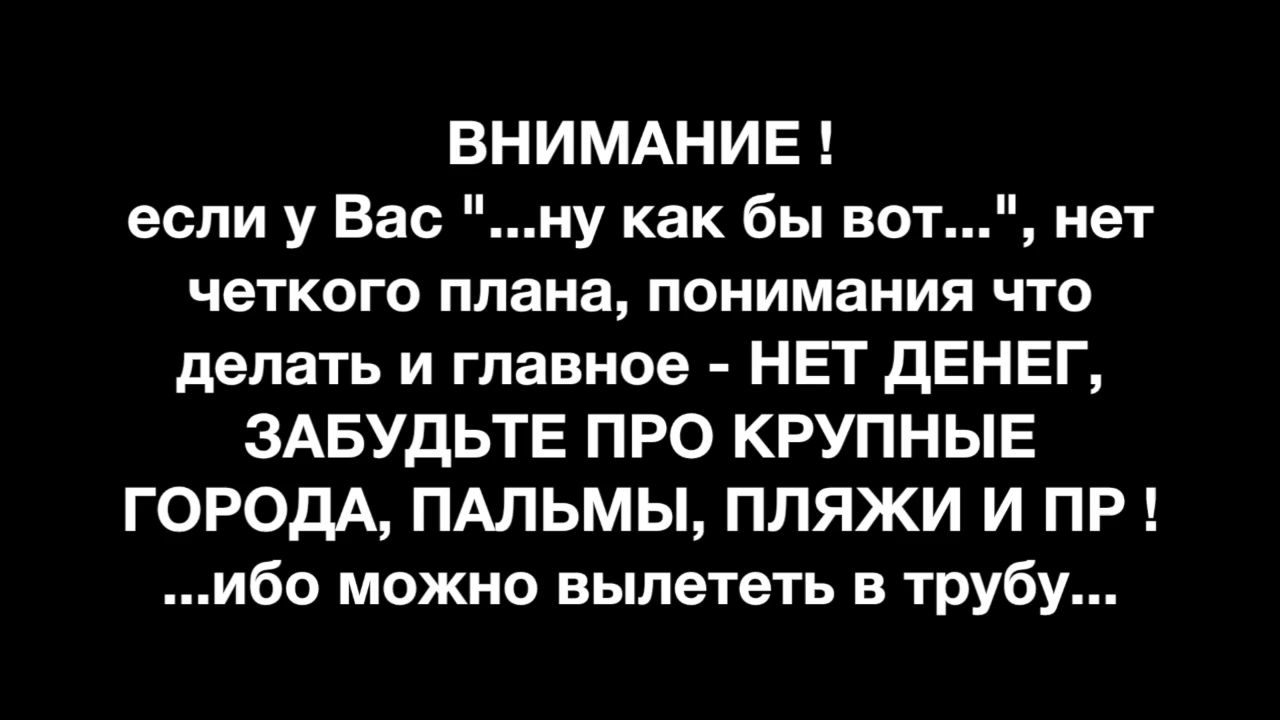 ВНИМАНИЕ !
если у Вас "...ну как бы вот...", нет
четкого плана, понимания что
делать и главное - НЕТ ДЕНЕГ,
ЗАБУДЬТЕ ПРО КРУПНЫЕ
ГОРОДА, ПАЛЬМЫ, ПЛЯЖИ И ПР !
...ибо можно вылететь в трубу...